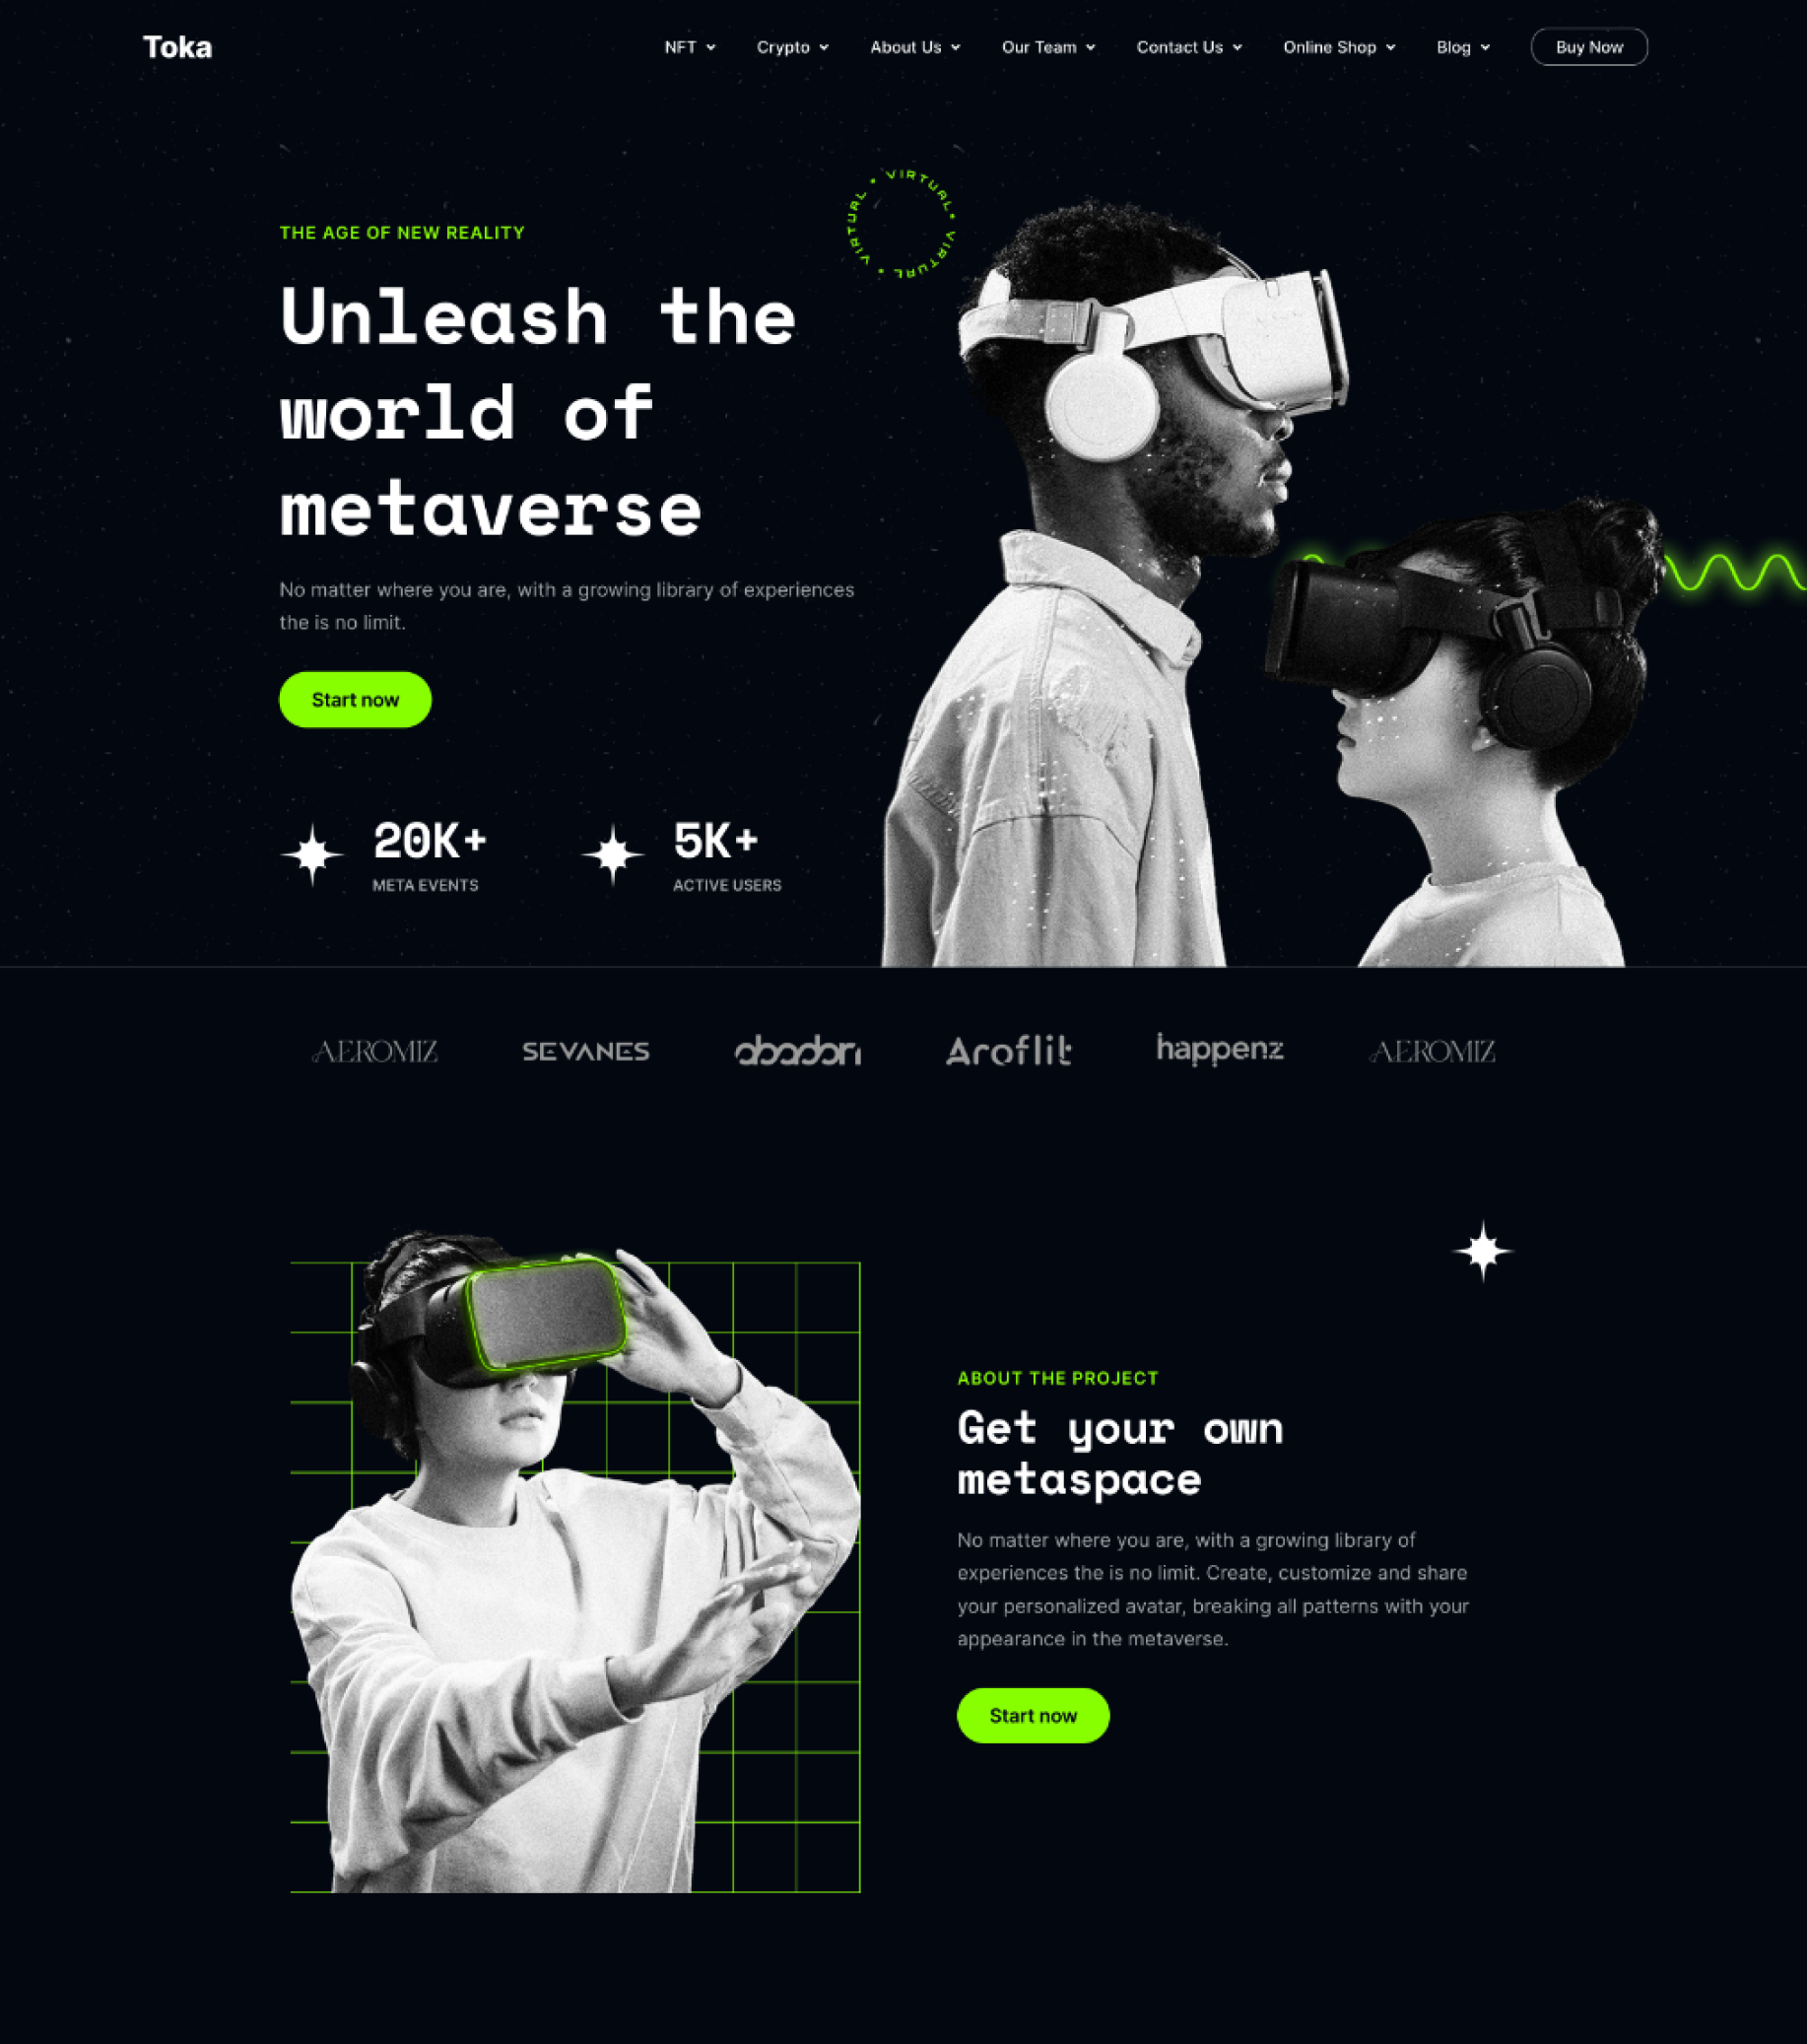 Toka
NFT
Crypto
About Us
Our Team
Contact Us
Online Shop
Blog
Buy Now
VIRTUAL • VIRTUAL • VIRTUAL • VIRTUAL •
THE AGE OF NEW REALITY
Unleash the
world of
metaverse
No matter where you are, with a growing library of experiences
the is no limit.
Start now
20K+
META EVENTS
5K+
ACTIVE USERS
AEROMIZ
SEVANES
Aroflit
happenz
AEROMIZ
ABOUT THE PROJECT
Get your own
metaspace
No matter where you are, with a growing library of
experiences the is no limit. Create, customize and share
your personalized avatar, breaking all patterns with your
appearance in the metaverse.
Start now